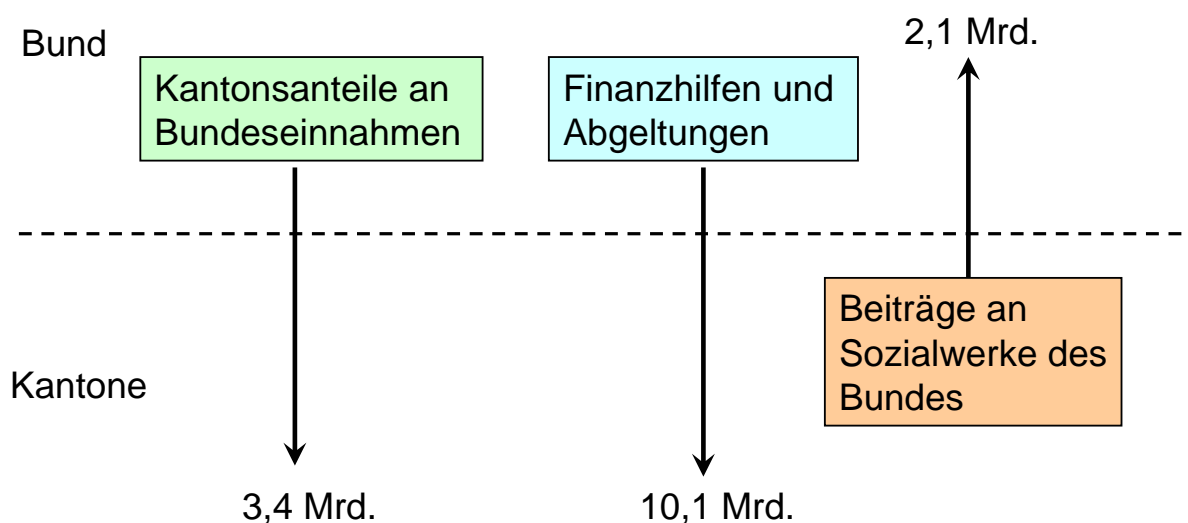 Bund
2,1 Mrd.
Kantonsanteile an
Bundeseinnahmen
Finanzhilfen und
Abgeltungen
Beiträge an
Sozialwerke des
Bundes
Kantone
3,4 Mrd.
10,1 Mrd.